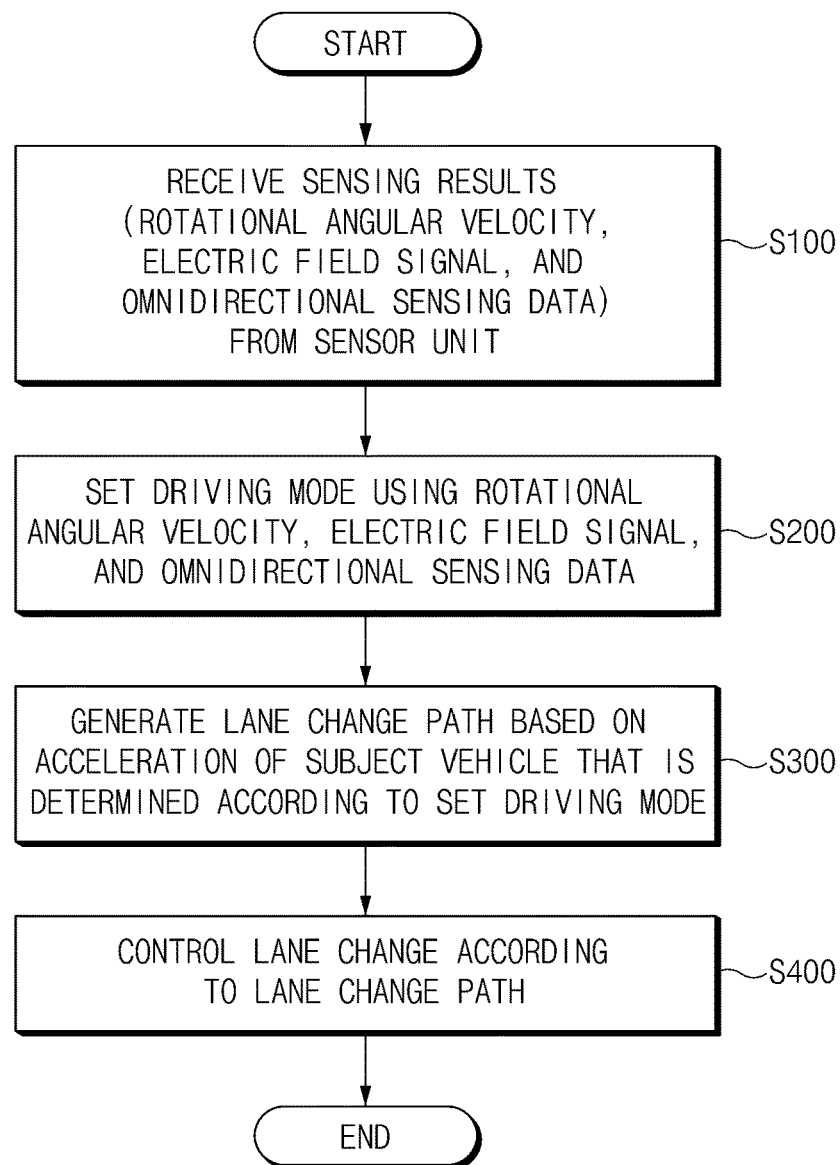 START
RECEIVE SENSING RESULTS
(ROTATIONAL ANGULAR VELOCITY,
ELECTRIC FIELD SIGNAL, AND
OMNIDIRECTIONAL SENSING DATA)
FROM SENSOR UNIT
S100
SET DRIVING MODE USING ROTATIONAL
ANGULAR VELOCITY, ELECTRIC FIELD SIGNAL,
AND OMNIDIRECTIONAL SENSING DATA
S200
GENERATE LANE CHANGE PATH BASED ON
ACCELERATION OF SUBJECT VEHICLE THAT IS
DETERMINED ACCORDING TO SET DRIVING MODE
S300
CONTROL LANE CHANGE ACCORDING
TO LANE CHANGE PATH
S400
END